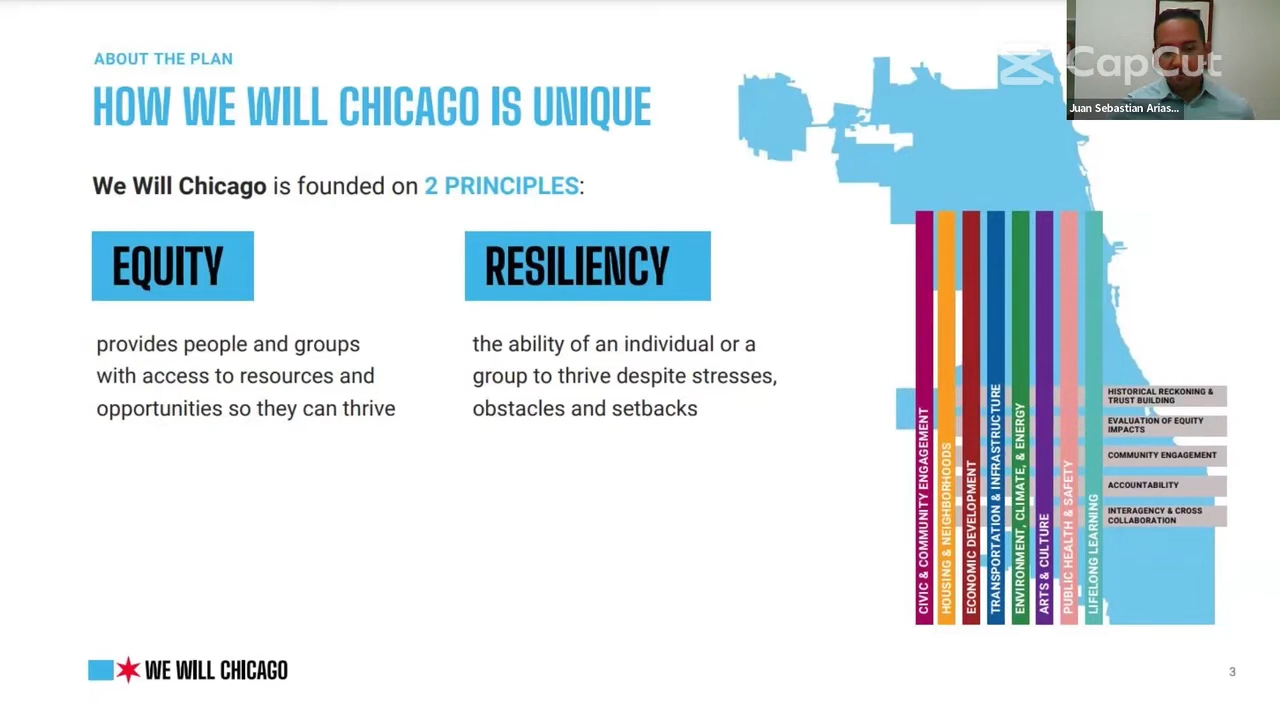 ABOUT THE PLAN
HOW WE WILL CHICAGO IS UNIQUE
We Will Chicago is founded on 2 PRINCIPLES:
EQUITY
provides people and groups
with access to resources and
opportunities so they can thrive
RESILIENCY
the ability of an individual or a
group to thrive despite stresses,
obstacles and setbacks
CapCut
Juan Sebastian Arias...
CIVIC & COMMUNITY ENGAGEMENT
HOUSING & NEIGHBORHOODS
ECONOMIC DEVELOPMENT
TRANSPORTATION & INFRASTRUCTURE
ENVIRONMENT, CLIMATE, & ENERGY
ARTS & CULTURE
PUBLIC HEALTH & SAFETY
LIFELONG LEARNING
HISTORICAL RECKONING &
TRUST BUILDING
EVALUATION OF EQUITY
IMPACTS
COMMUNITY ENGAGEMENT
ACCOUNTABILITY
INTERAGENCY & CROSS
COLLABORATION
WE WILL CHICAGO
3